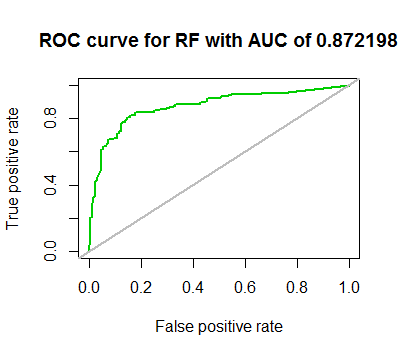 ROC curve for RF with AUC of 0.872198
True positive rate
0.8
0.4
0.0
0.0 0.2 0.4 0.6 0.8 1.0
False positive rate